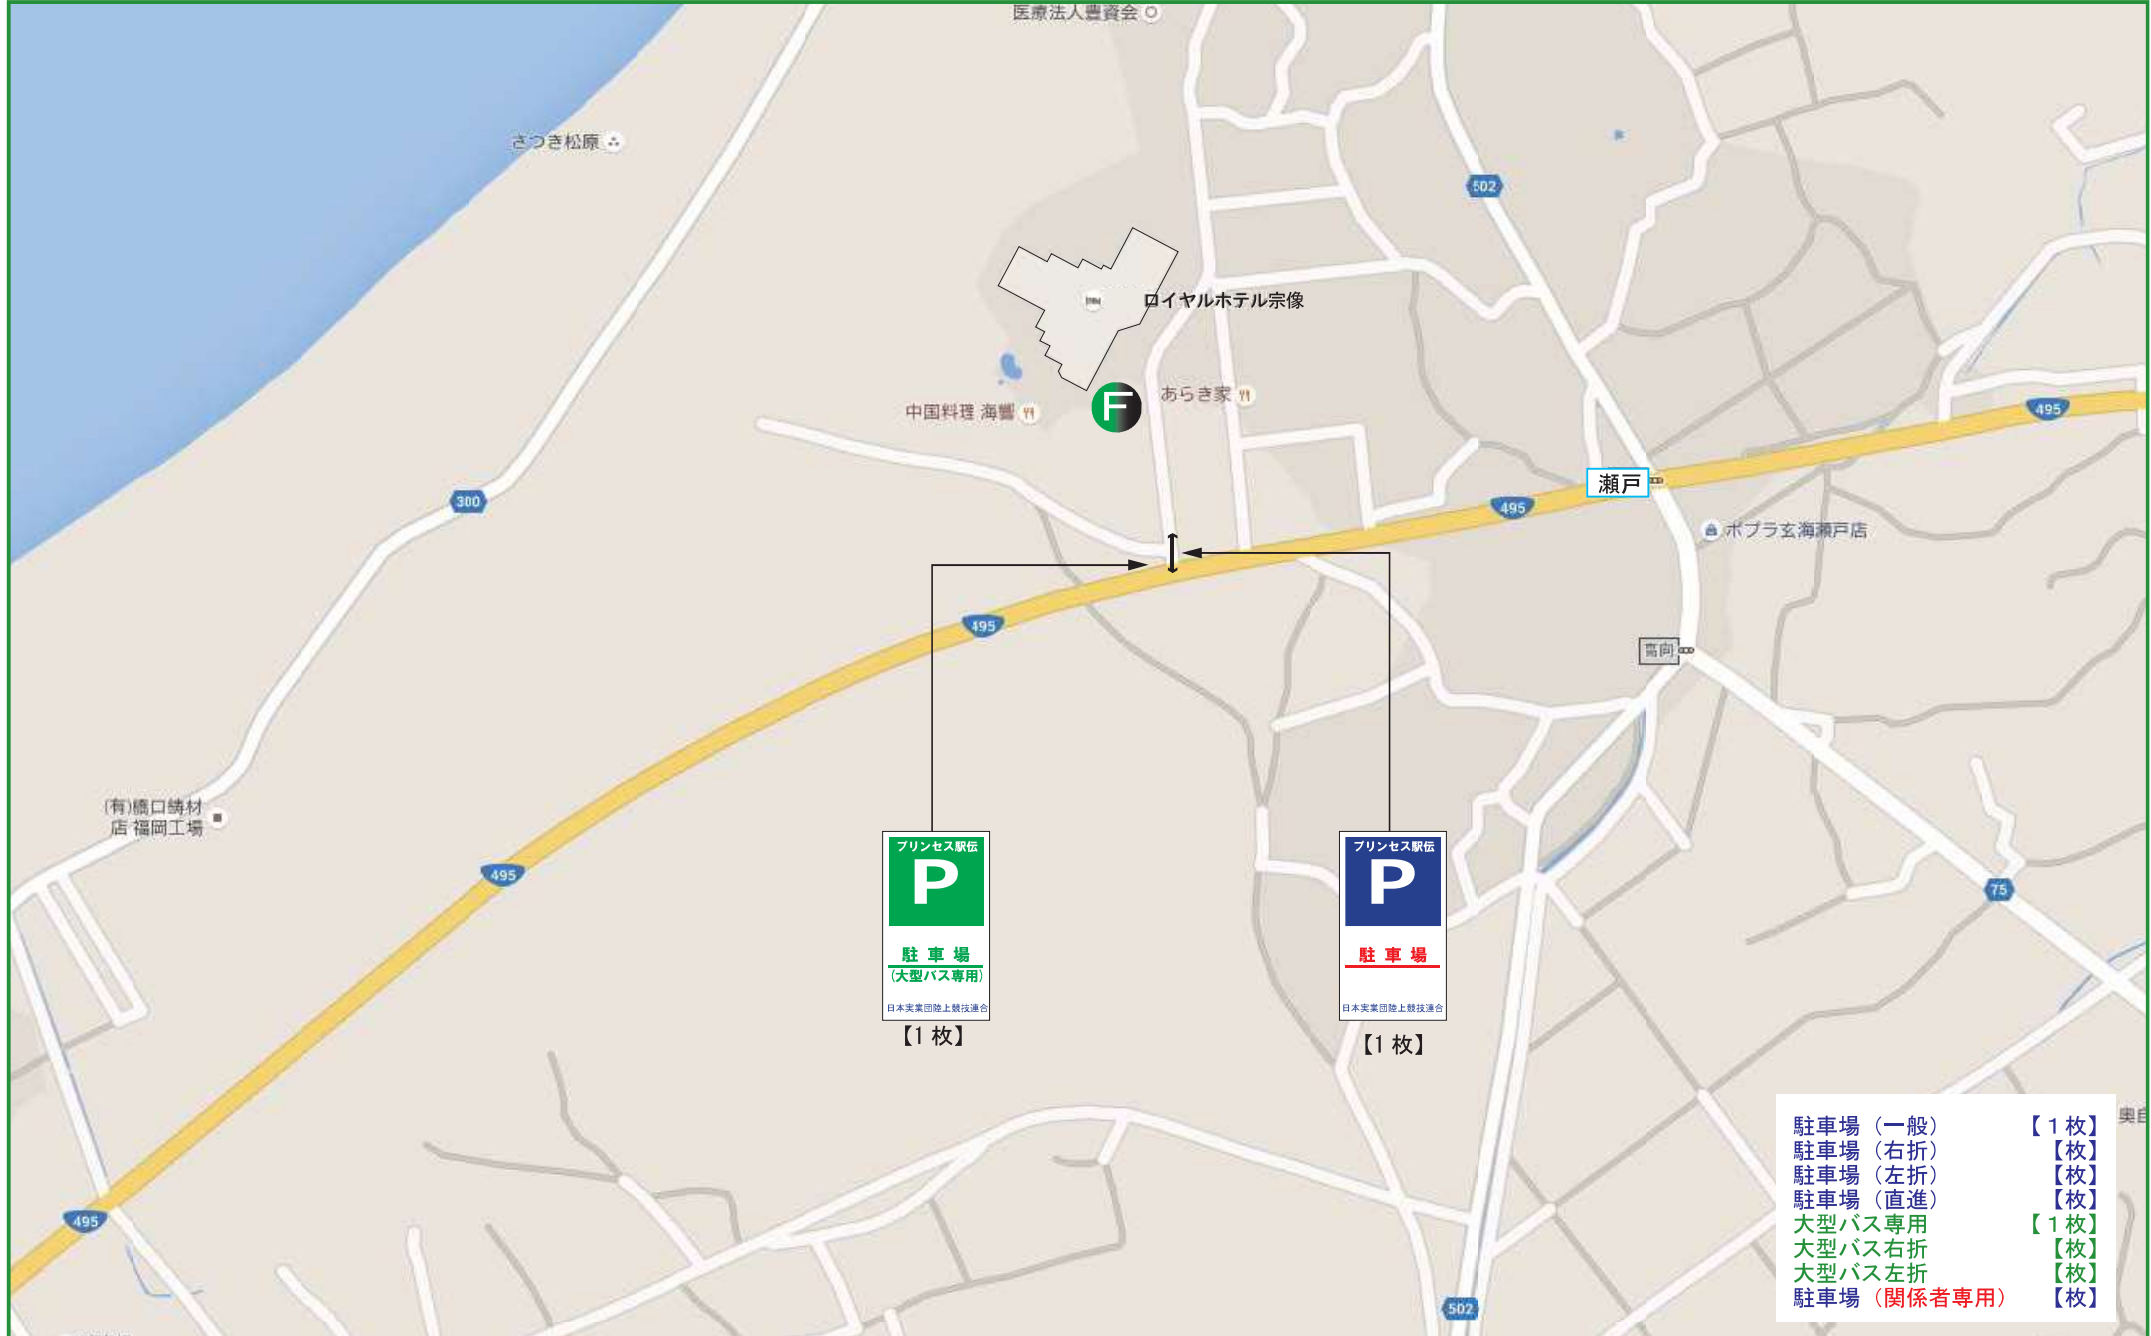 医療法人豊資会
さつき松原
502
ロイヤルホテル宗像
あらき家
中国料理 海響
F
495
300
瀬戸
495
ポプラ玄海瀬戸店
495
高向
(有)橋口鋳材
店 福岡工場
495
75
プリンセス駅伝
P
駐 車 場
(大型バス専用)
日本実業団陸上競技連合
【1 枚】
プリンセス駅伝
P
駐 車 場
日本実業団陸上競技連合
【1 枚】
495
502
駐車場（一般） 【1枚】
駐車場（右折） 【枚】
駐車場（左折） 【枚】
駐車場（直進） 【枚】
大型バス専用 【1枚】
大型バス右折 【枚】
大型バス左折 【枚】
駐車場（関係者専用） 【枚】